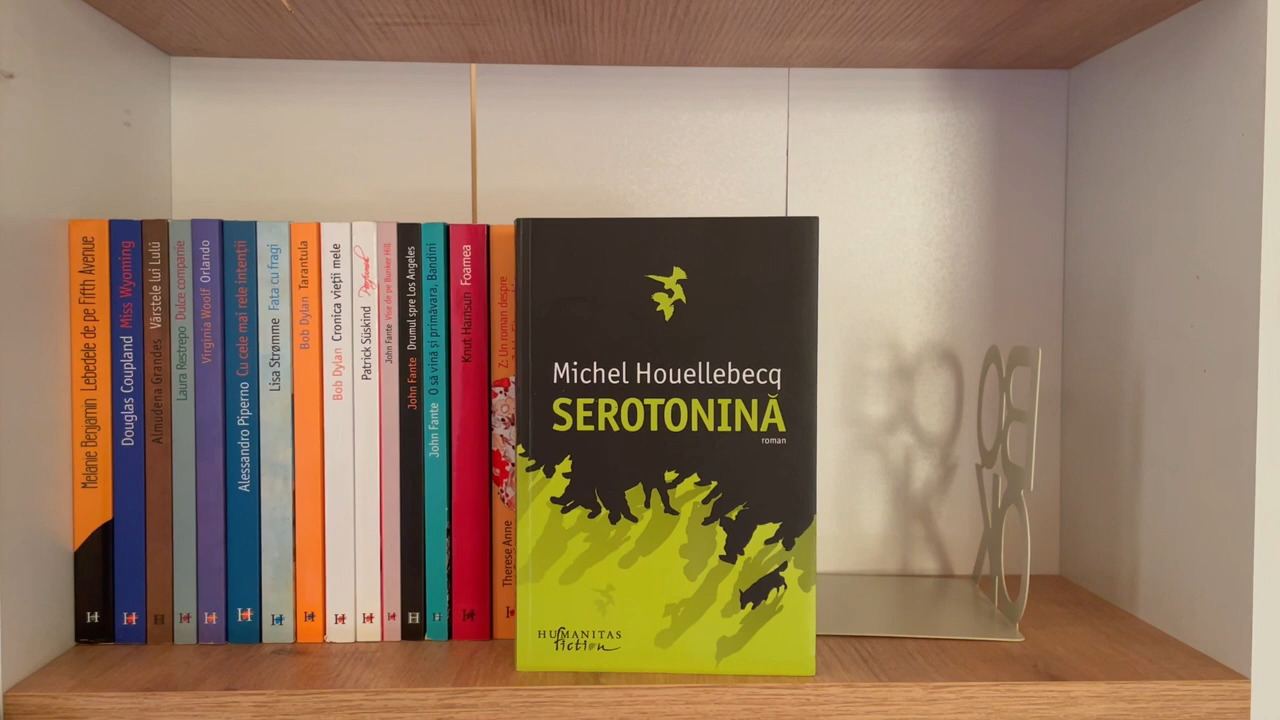 Melanie Benjamin Lebedele de pe Fifth Avenue
Douglas Coupland Miss Wyoming
Almudena Grandes Vârstele lui Lulú
Laura Restrepo Dulce companie
Virginia Woolf Orlando
Alessandro Piperno Cu cele mai rele intenții
Lisa Strømme Fata cu fragi
Bob Dylan Tarantula
Bob Dylan Cronica vieții mele
Patrick Süskind Parfumul
John Fante Vise de pe Bunker Hill
John Fante Drumul spre Los Angeles
John Fante O să vină și primăvara, Bandini
Knut Hamsun Foamea
Therese Anne Z: Un roman despre
Michel Houellebecq
SEROTONINĂ
roman
HUMANITAS
fiction
BOOK